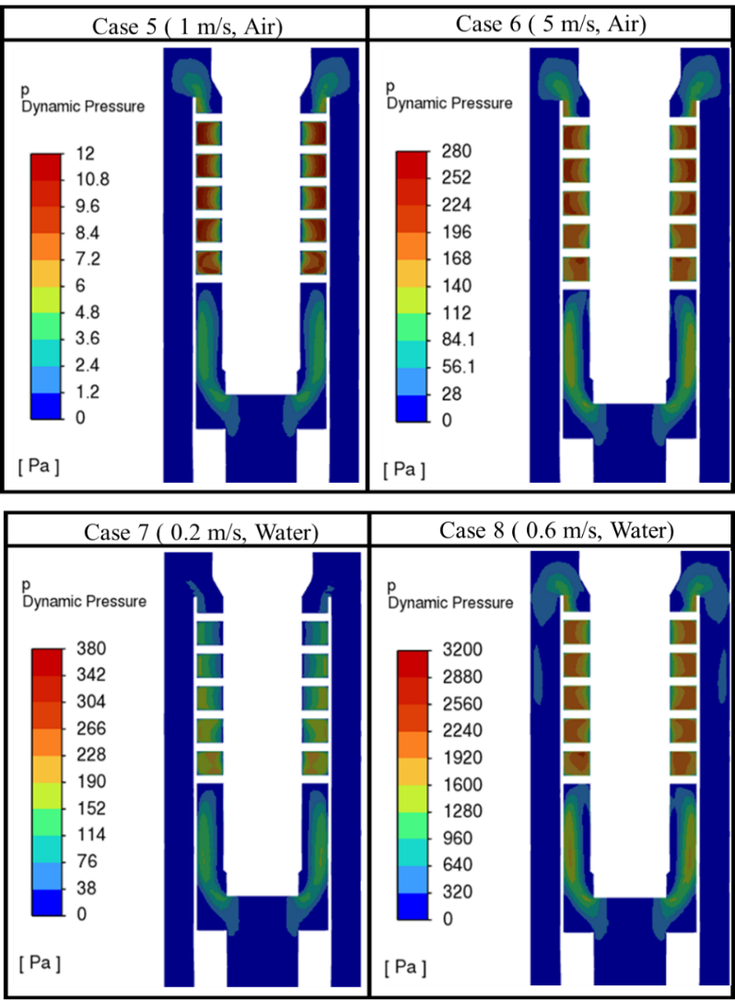 Case 5 ( 1 m/s, Air)
p
Dynamic Pressure
12
10.8
9.6
8.4
7.2
6
4.8
3.6
2.4
1.2
0
[ Pa ]
Case 6 ( 5 m/s, Air)
p
Dynamic Pressure
280
252
224
196
168
140
112
84.1
56.1
28
0
[ Pa ]
Case 7 ( 0.2 m/s, Water)
p
Dynamic Pressure
380
342
304
266
228
190
152
114
76
38
0
[ Pa ]
Case 8 ( 0.6 m/s, Water)
p
Dynamic Pressure
3200
2880
2560
2240
1920
1600
1280
960
640
320
0
[ Pa ]